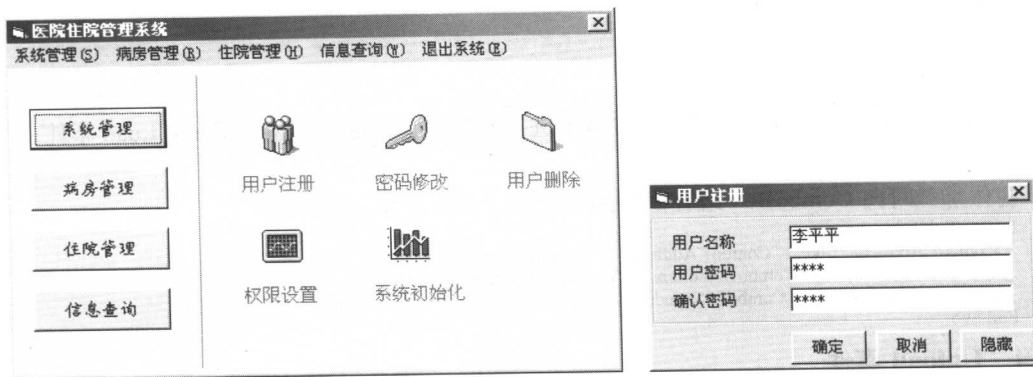 医院住院管理系统
系统管理(S) 病房管理(R) 住院管理(H) 信息查询(W) 退出系统(E)
系统管理
病房管理
住院管理
信息查询
用户注册 密码修改 用户删除
权限设置 系统初始化
用户注册
用户名称 李平平
用户密码 ****
确认密码 ****
确定 取消 隐藏